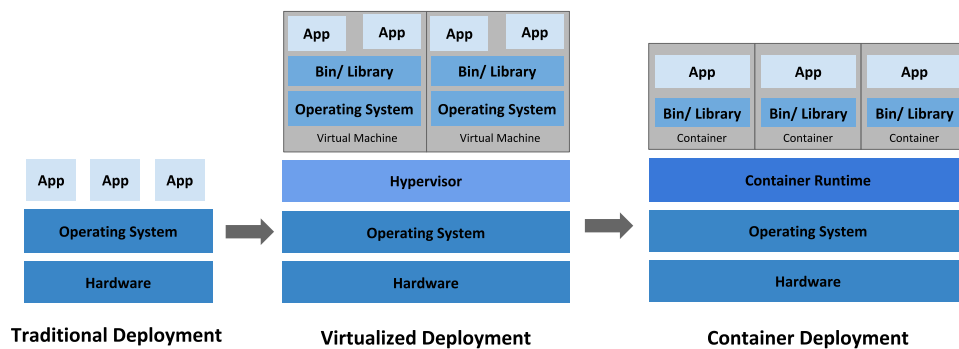 App App App
Operating System
Hardware
Traditional Deployment
App App App App
Bin/ Library Bin/ Library
Operating System Operating System
Virtual Machine Virtual Machine
Hypervisor
Operating System
Hardware
Virtualized Deployment
App App App
Bin/ Library Bin/ Library Bin/ Library
Container Container Container
Container Runtime
Operating System
Hardware
Container Deployment